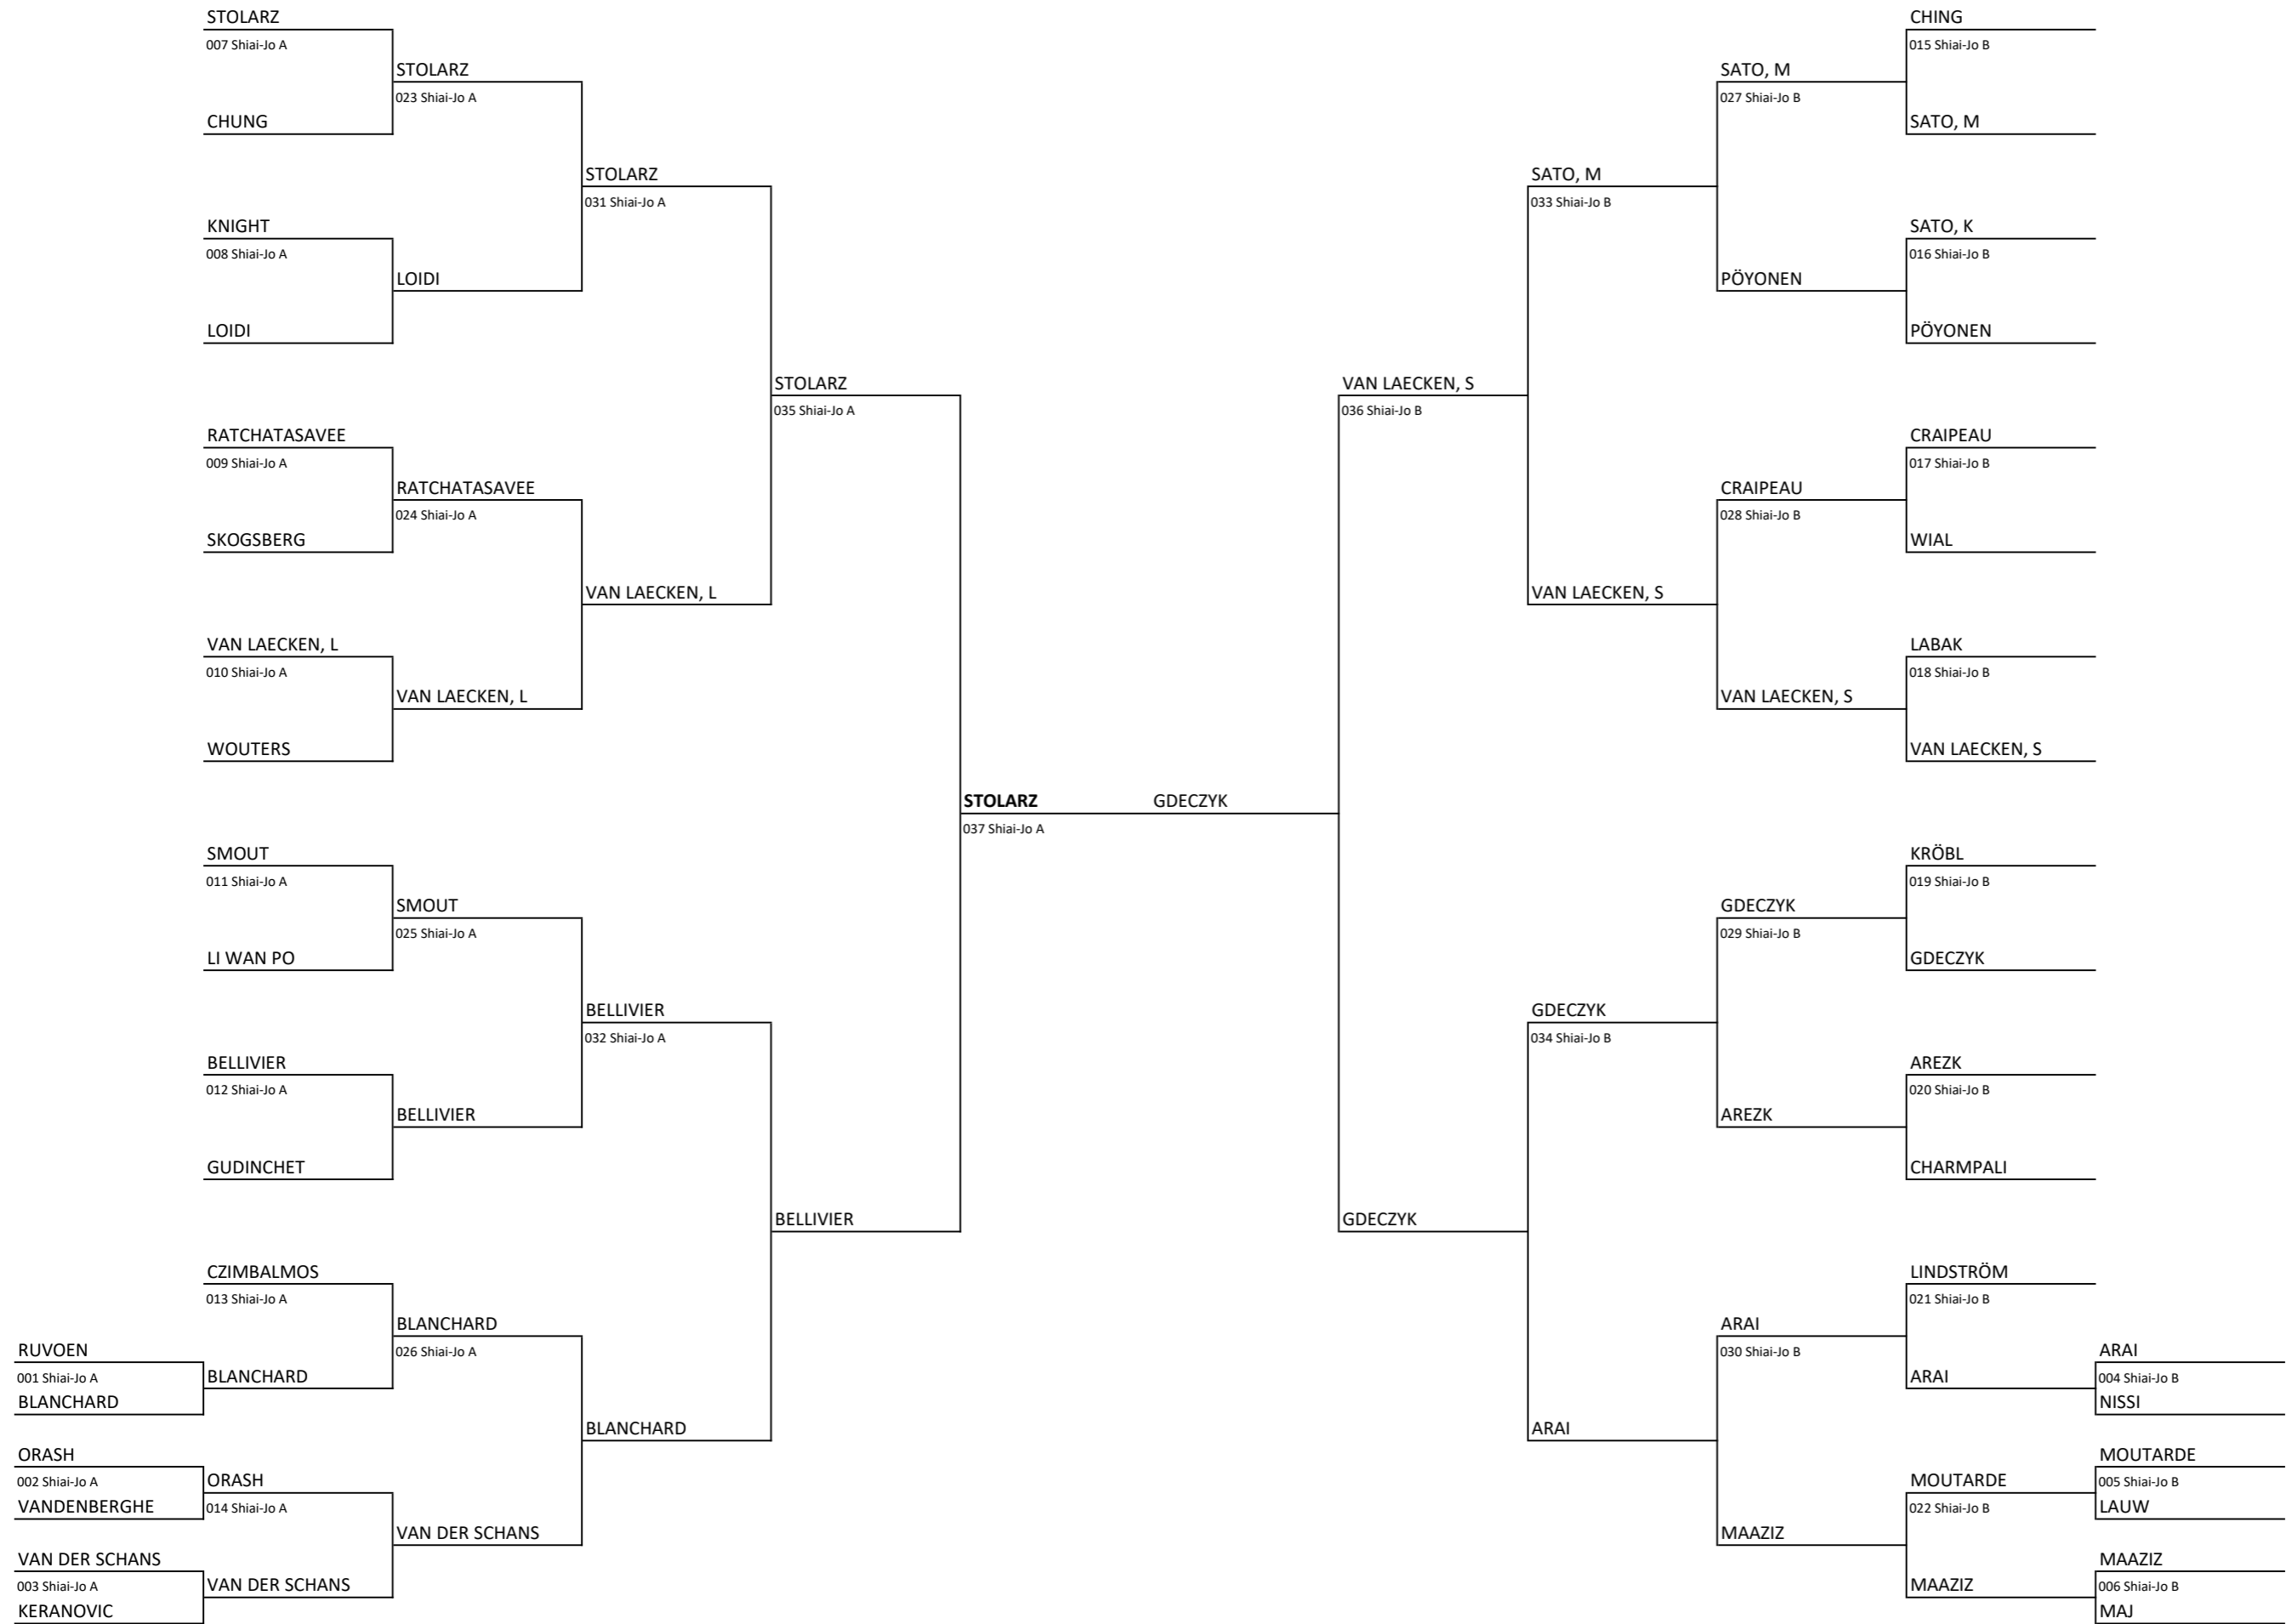 STOLARZ
007 Shiai-Jo A
CHUNG
KNIGHT
008 Shiai-Jo A
LOIDI
RATCHATASAVEE
009 Shiai-Jo A
SKOGSBERG
VAN LAECKEN, L
010 Shiai-Jo A
WOUTERS
SMOUT
011 Shiai-Jo A
LI WAN PO
BELLIVIER
012 Shiai-Jo A
GUDINCHET
CZIMBALMOS
013 Shiai-Jo A
RUVOEN
001 Shiai-Jo A
BLANCHARD
BLANCHARD
ORASH
002 Shiai-Jo A
VANDENBERGHE
ORASH
014 Shiai-Jo A
VAN DER SCHANS
003 Shiai-Jo A
KERANOVIC
VAN DER SCHANS
STOLARZ
023 Shiai-Jo A
LOIDI
RATCHATASAVEE
024 Shiai-Jo A
VAN LAECKEN, L
SMOUT
025 Shiai-Jo A
BELLIVIER
BLANCHARD
026 Shiai-Jo A
VAN DER SCHANS
STOLARZ
031 Shiai-Jo A
VAN LAECKEN, L
BELLIVIER
032 Shiai-Jo A
BLANCHARD
STOLARZ
035 Shiai-Jo A
BELLIVIER
STOLARZ
037 Shiai-Jo A
GDECZYK
VAN LAECKEN, S
036 Shiai-Jo B
GDECZYK
SATO, M
033 Shiai-Jo B
VAN LAECKEN, S
GDECZYK
034 Shiai-Jo B
ARAI
SATO, M
027 Shiai-Jo B
PÖYONEN
CRAIPEAU
028 Shiai-Jo B
VAN LAECKEN, S
GDECZYK
029 Shiai-Jo B
AREZK
ARAI
030 Shiai-Jo B
MAAZIZ
CHING
015 Shiai-Jo B
SATO, M
SATO, K
016 Shiai-Jo B
PÖYONEN
CRAIPEAU
017 Shiai-Jo B
WIAL
LABAK
018 Shiai-Jo B
VAN LAECKEN, S
KRÖBL
019 Shiai-Jo B
GDECZYK
AREZK
020 Shiai-Jo B
CHARMPALI
LINDSTRÖM
021 Shiai-Jo B
ARAI
MOUTARDE
022 Shiai-Jo B
MAAZIZ
ARAI
004 Shiai-Jo B
NISSI
MOUTARDE
005 Shiai-Jo B
LAUW
MAAZIZ
006 Shiai-Jo B
MAJ